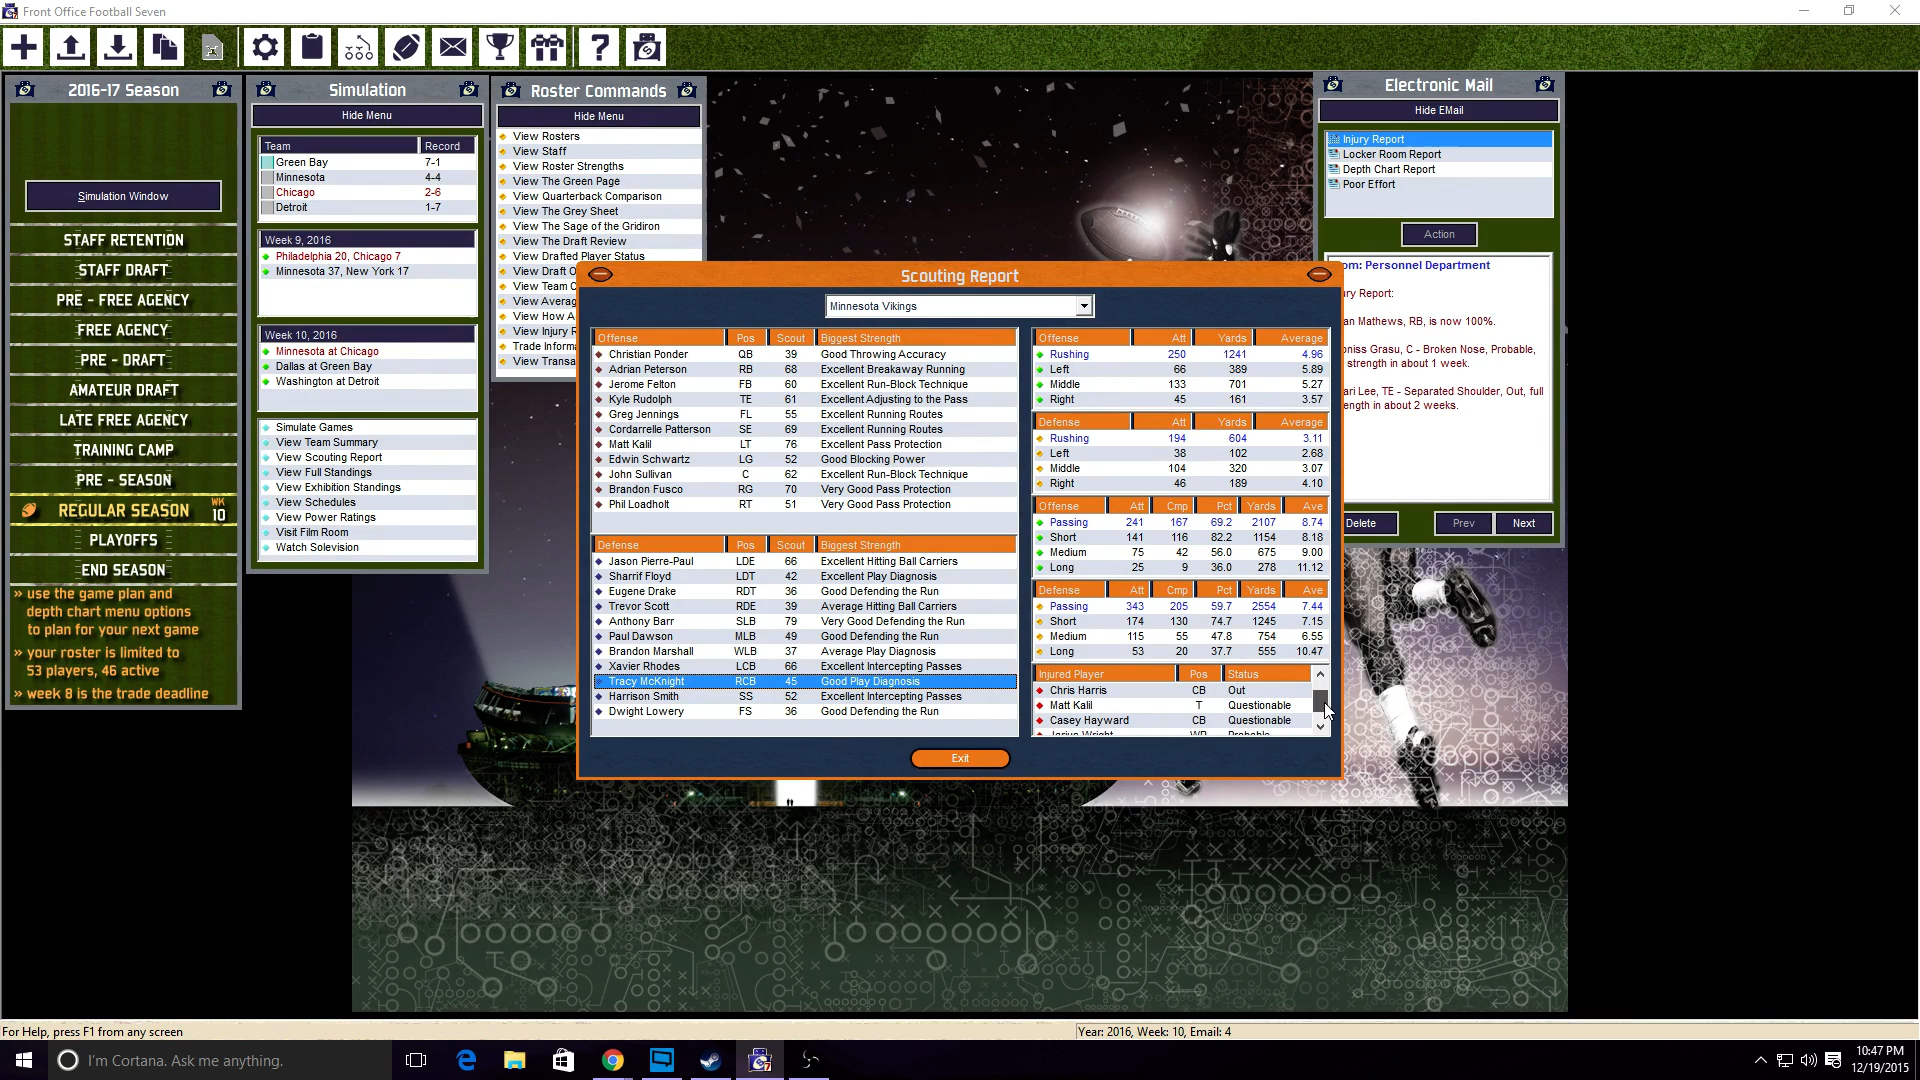 Front Office Football Seven
2016-17 Season
Simulation Window
STAFF RETENTION
STAFF DRAFT
PRE - FREE AGENCY
FREE AGENCY
PRE - DRAFT
AMATEUR DRAFT
LATE FREE AGENCY
TRAINING CAMP
PRE - SEASON
REGULAR SEASON WK 10
PLAYOFFS
END SEASON
» use the game plan and
depth chart menu options
to plan for your next game
» your roster is limited to
53 players, 46 active
» week 8 is the trade deadline
Simulation
Hide Menu
Team Record
Green Bay 7-1
Minnesota 4-4
Chicago 2-6
Detroit 1-7
Week 9, 2016
Philadelphia 20, Chicago 7
Minnesota 37, New York 17
Week 10, 2016
Minnesota at Chicago
Dallas at Green Bay
Washington at Detroit
Simulate Games
View Team Summary
View Scouting Report
View Full Standings
View Exhibition Standings
View Schedules
View Power Ratings
Visit Film Room
Watch Solevision
Roster Commands
Hide Menu
View Rosters
View Staff
View Roster Strengths
View The Green Page
View Quarterback Comparison
View The Grey Sheet
View The Sage of the Gridiron
View The Draft Review
View Drafted Player Status
View Draft O
View Team C
View Averag
View How A
View Injury R
Trade Informa
View Transa
Scouting Report
Minnesota Vikings
Offense Pos Scout Biggest Strength
Christian Ponder QB 39 Good Throwing Accuracy
Adrian Peterson RB 68 Excellent Breakaway Running
Jerome Felton FB 60 Excellent Run-Block Technique
Kyle Rudolph TE 61 Excellent Adjusting to the Pass
Greg Jennings FL 55 Excellent Running Routes
Cordarrelle Patterson SE 69 Excellent Running Routes
Matt Kalil LT 76 Excellent Pass Protection
Edwin Schwartz LG 52 Good Blocking Power
John Sullivan C 62 Excellent Run-Block Technique
Brandon Fusco RG 70 Very Good Pass Protection
Phil Loadholt RT 51 Very Good Pass Protection
Defense Pos Scout Biggest Strength
Jason Pierre-Paul LDE 66 Excellent Hitting Ball Carriers
Sharrif Floyd LDT 42 Excellent Play Diagnosis
Eugene Drake RDT 36 Good Defending the Run
Trevor Scott RDE 39 Average Hitting Ball Carriers
Anthony Barr SLB 79 Very Good Defending the Run
Paul Dawson MLB 49 Good Defending the Run
Brandon Marshall WLB 37 Average Play Diagnosis
Xavier Rhodes LCB 66 Excellent Intercepting Passes
Tracy McKnight RCB 45 Good Play Diagnosis
Harrison Smith SS 52 Excellent Intercepting Passes
Dwight Lowery FS 36 Good Defending the Run
Offense Att Yards Average
Rushing 250 1241 4.96
Left 66 389 5.89
Middle 133 701 5.27
Right 45 161 3.57
Defense Att Yards Average
Rushing 194 604 3.11
Left 38 102 2.68
Middle 104 320 3.07
Right 46 189 4.10
Offense Att Cmp Pct Yards Ave
Passing 241 167 69.2 2107 8.74
Short 141 116 82.2 1154 8.18
Medium 75 42 56.0 675 9.00
Long 25 9 36.0 278 11.12
Defense Att Cmp Pct Yards Ave
Passing 343 205 59.7 2554 7.44
Short 174 130 74.7 1245 7.15
Medium 115 55 47.8 754 6.55
Long 53 20 37.7 555 10.47
Injured Player Pos Status
Chris Harris CB Out
Matt Kalil T Questionable
Casey Hayward CB Questionable
Jarius Wright WR Probable
Exit
Electronic Mail
Hide EMail
Injury Report
Locker Room Report
Depth Chart Report
Poor Effort
Action
om: Personnel Department
ury Report:
an Mathews, RB, is now 100%.
oniss Grasu, C - Broken Nose, Probable,
strength in about 1 week.
ari Lee, TE - Separated Shoulder, Out, full
ength in about 2 weeks.
Delete
Prev
Next
For Help, press F1 from any screen
Year: 2016, Week: 10, Email: 4
I'm Cortana. Ask me anything.
10:47 PM
12/19/2015